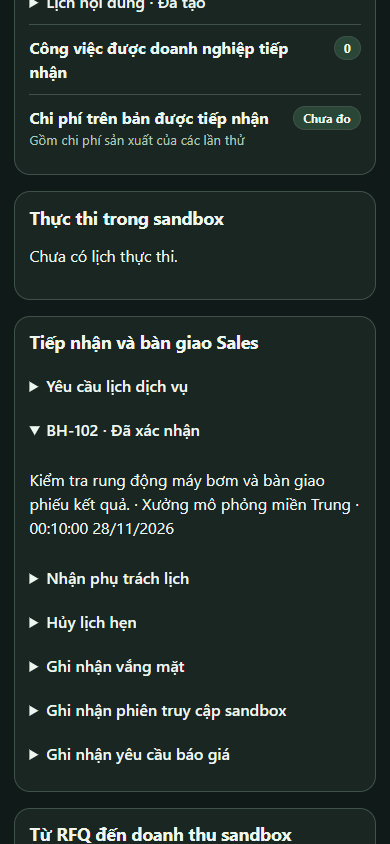 Lịch nội dung · Đã tạo
Công việc được doanh nghiệp tiếp
nhận
0
Chi phí trên bản được tiếp nhận
Chưa đo
Gồm chi phí sản xuất của các lần thử
Thực thi trong sandbox
Chưa có lịch thực thi.
Tiếp nhận và bàn giao Sales
Yêu cầu lịch dịch vụ
BH-102 · Đã xác nhận
Kiểm tra rung động máy bơm và bàn giao
phiếu kết quả. · Xưởng mô phỏng miền Trung ·
00:10:00 28/11/2026
Nhận phụ trách lịch
Hủy lịch hẹn
Ghi nhận vắng mặt
Ghi nhận phiên truy cập sandbox
Ghi nhận yêu cầu báo giá
Từ RFQ đến doanh thu sandbox